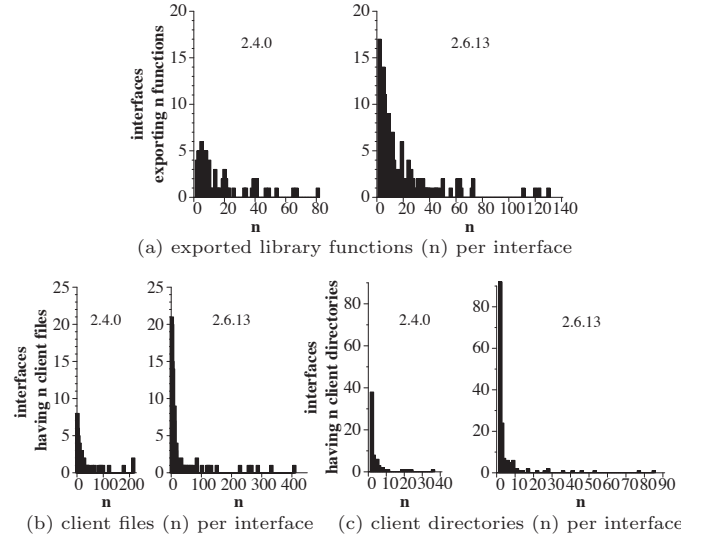 20
15
10
5
0
interfaces
exporting n functions
2.4.0
0 20 40 60 80
n
20
15
10
5
0
2.6.13
0 20 40 60 80 100 120 140
n
(a) exported library functions (n) per interface
25
20
15
10
5
0
interfaces
having n client files
2.4.0
0 100 200
n
25
20
15
10
5
0
2.6.13
0 100 200 300 400
n
(b) client files (n) per interface
80
60
40
20
0
interfaces
having n client directories
2.4.0
0 10 20 30 40
n
80
60
40
20
0
2.6.13
0 10 20 30 40 50 60 70 80 90
n
(c) client directories (n) per interface